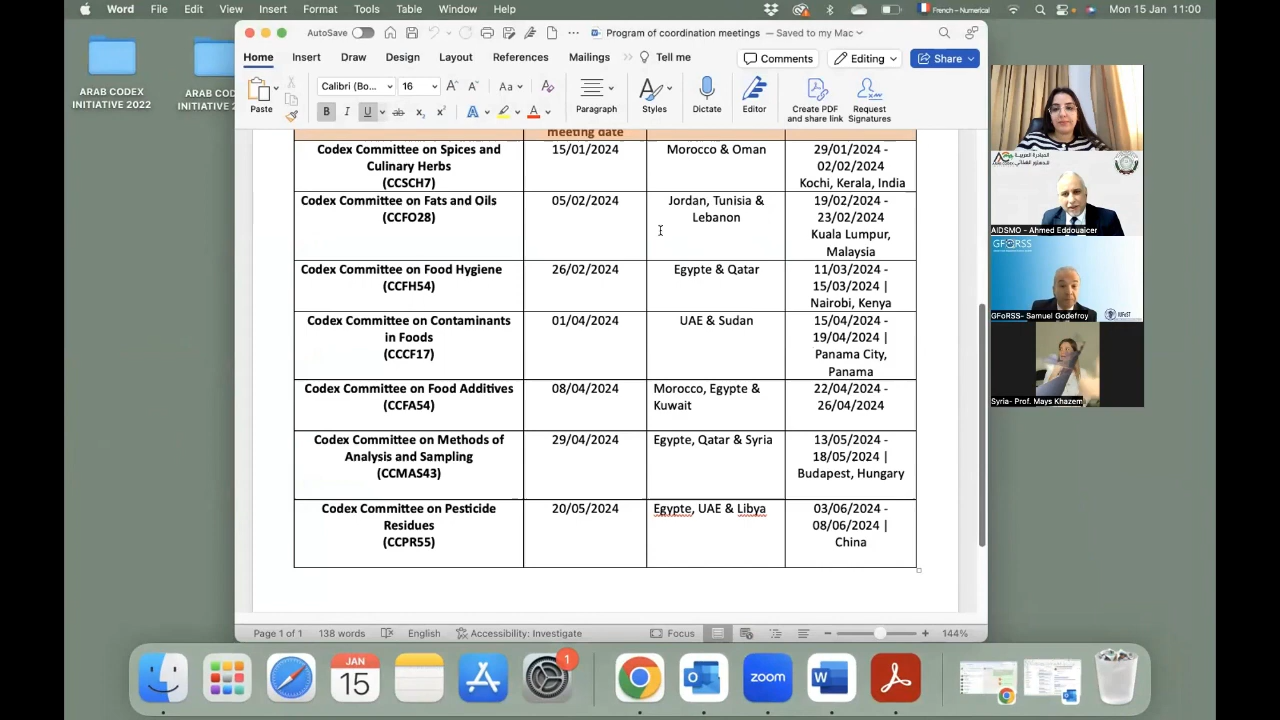 Word File Edit View Insert Format Tools Table Window Help French – Numerical Mon 15 Jan 11:00
AutoSave Program of coordination meetings — Saved to my Mac
Home Insert Draw Design Layout References Mailings Tell me Comments Editing Share
Paste
Calibri (Bo... 16
Paragraph
Styles
Dictate
Editor
Create PDF
and share link
Request
Signatures
ARAB CODEX
INITIATIVE 2022
meeting date
Codex Committee on Spices and
Culinary Herbs
(CCSCH7)
15/01/2024
Morocco & Oman
29/01/2024 -
02/02/2024
Kochi, Kerala, India
Codex Committee on Fats and Oils
(CCFO28)
05/02/2024
Jordan, Tunisia &
Lebanon
19/02/2024 -
23/02/2024
Kuala Lumpur,
Malaysia
Codex Committee on Food Hygiene
(CCFH54)
26/02/2024
Egypte & Qatar
11/03/2024 -
15/03/2024 |
Nairobi, Kenya
Codex Committee on Contaminants
in Foods
(CCCF17)
01/04/2024
UAE & Sudan
15/04/2024 -
19/04/2024 |
Panama City,
Panama
Codex Committee on Food Additives
(CCFA54)
08/04/2024
Morocco, Egypte &
Kuwait
22/04/2024 -
26/04/2024
Codex Committee on Methods of
Analysis and Sampling
(CCMAS43)
29/04/2024
Egypte, Qatar & Syria
13/05/2024 -
18/05/2024 |
Budapest, Hungary
Codex Committee on Pesticide
Residues
(CCPR55)
20/05/2024
Egypte, UAE & Libya
03/06/2024 -
08/06/2024 |
China
Page 1 of 1 138 words English Accessibility: Investigate Focus 144%
المبادرة العربية
للدستور الغذائي
AIDSMO - Ahmed Eddouaicer
GFORSS
GFoRSS- Samuel Godefroy
IUFoST
Syria- Prof. Mays Khazem
JAN
15
1
zoom